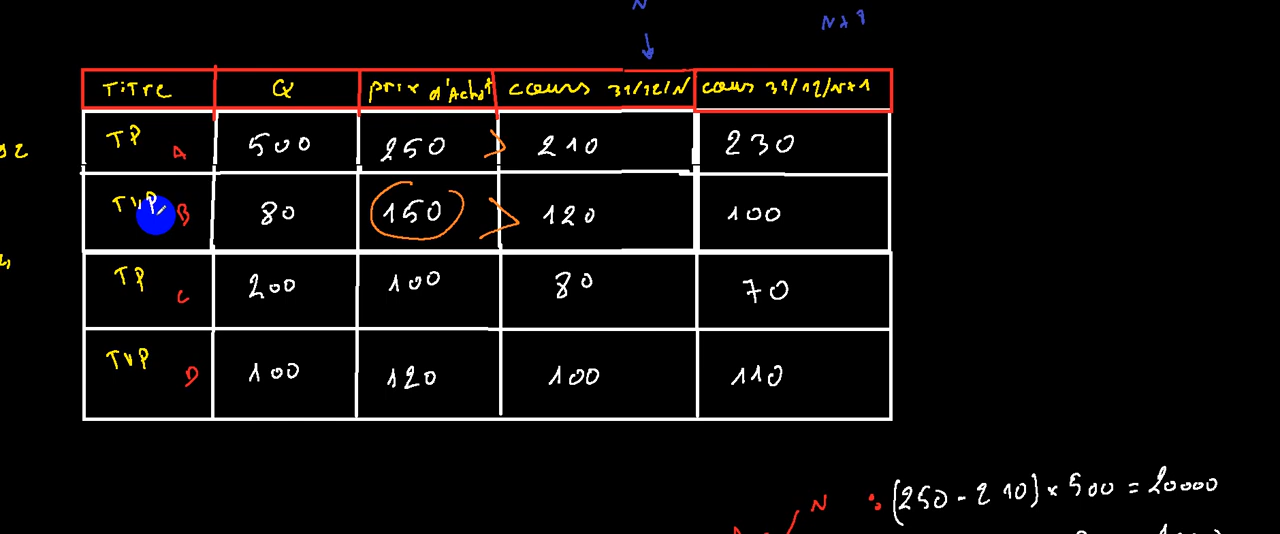 N
N+1
Titre Q prix d'Achat cours 31/12/N cours 31/12/N+1
TP A 500 250 > 210 230
TVP B 80 150 > 120 100
TP C 200 100 80 70
TVP D 100 120 100 110
N : (250 - 210) × 500 = 20000